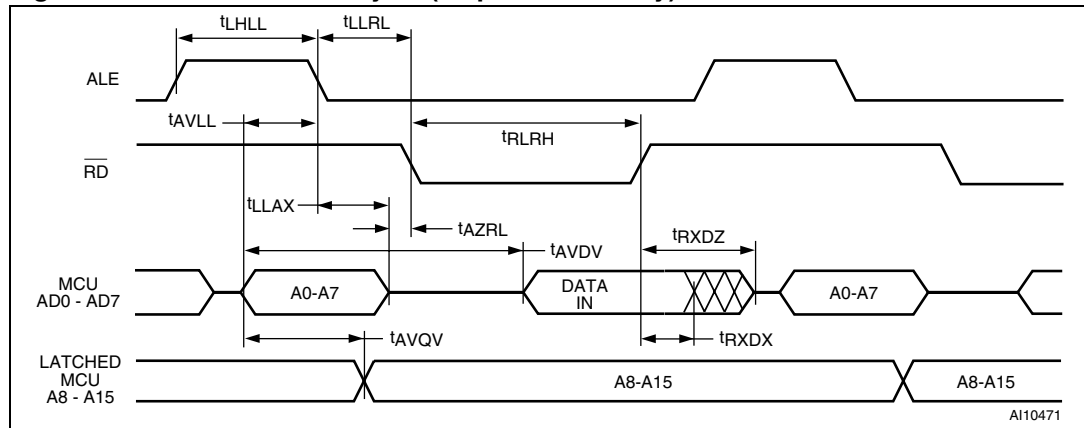 tLHLL
tLLRL
ALE
tAVLL
tRLRH
RD
tLLAX
tAZRL
tRXDZ
tAVDV
MCU
AD0 - AD7
A0-A7
DATA
IN
A0-A7
tAVQV
tRXDX
LATCHED
MCU
A8 - A15
A8-A15
A8-A15
AI10471